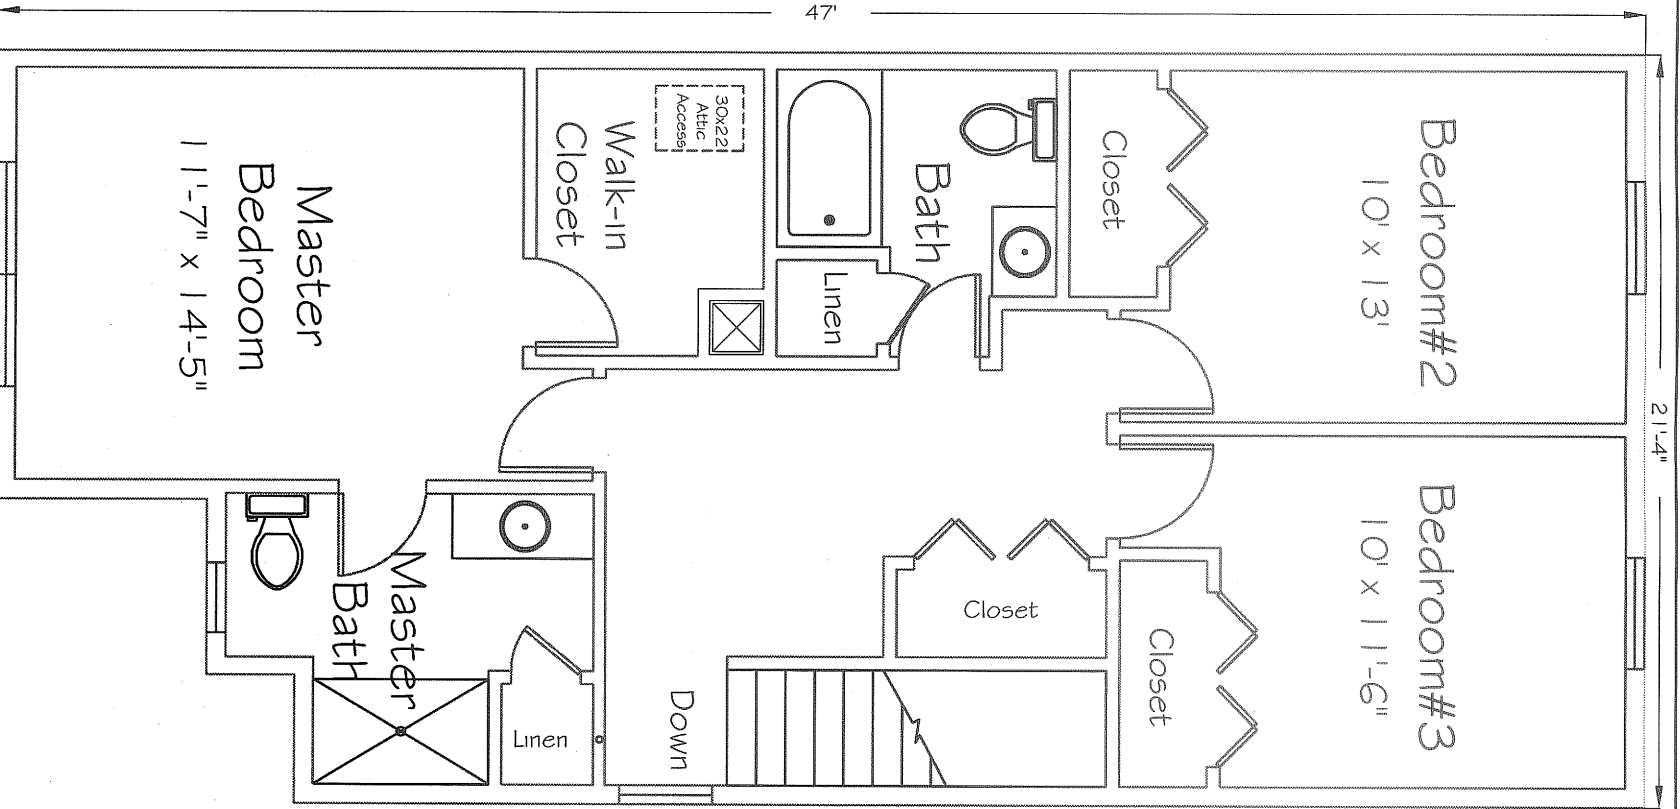 47'
21'-4"
Master
Bedroom
11'-7" x 14'-5"
Walk-in
Closet
30x22
Attic
Access
Bath
Linen
Closet
Bedroom#2
10' x 13'
Bedroom#3
10' x 11'-6"
Closet
Closet
Master
Bath
Linen
Down